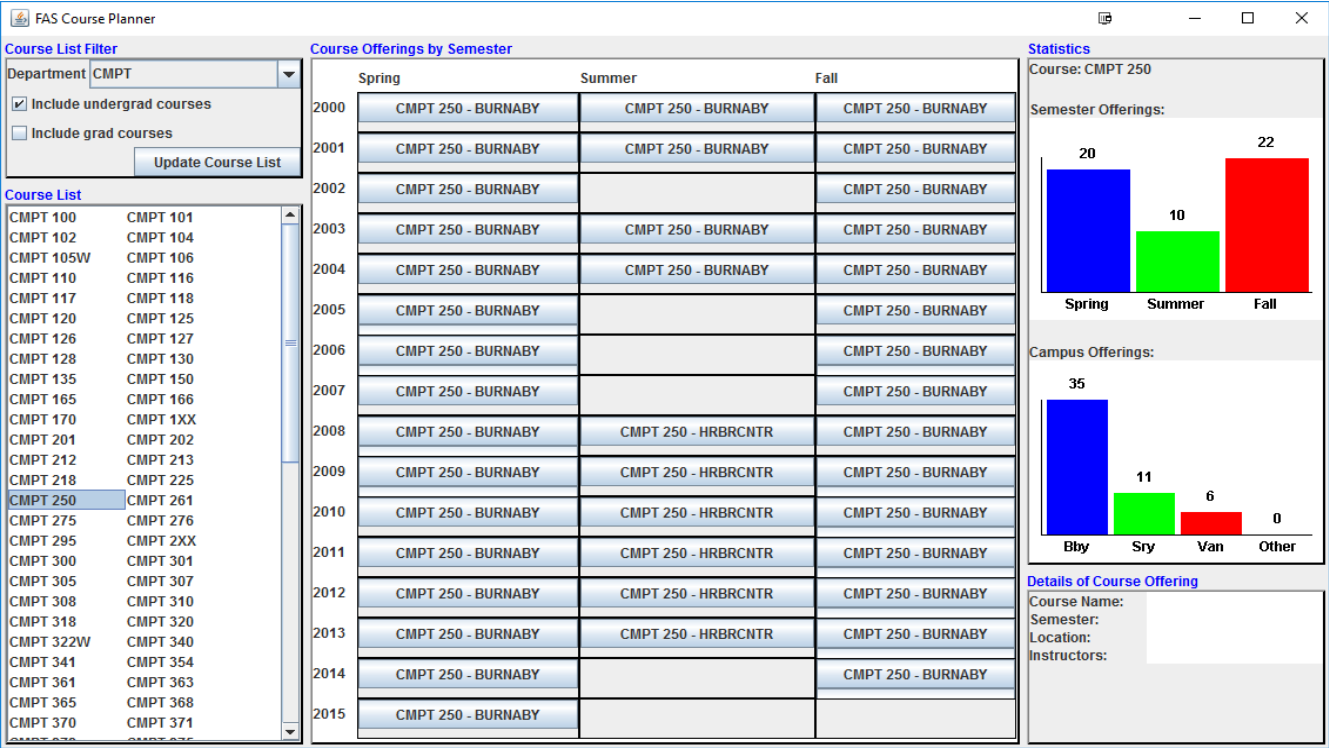 FAS Course Planner
Course List Filter
Department CMPT
Include undergrad courses
Include grad courses
Update Course List
Course List
CMPT 100 CMPT 101
CMPT 102 CMPT 104
CMPT 105W CMPT 106
CMPT 110 CMPT 116
CMPT 117 CMPT 118
CMPT 120 CMPT 125
CMPT 126 CMPT 127
CMPT 128 CMPT 130
CMPT 135 CMPT 150
CMPT 165 CMPT 166
CMPT 170 CMPT 1XX
CMPT 201 CMPT 202
CMPT 212 CMPT 213
CMPT 218 CMPT 225
CMPT 250 CMPT 261
CMPT 275 CMPT 276
CMPT 295 CMPT 2XX
CMPT 300 CMPT 301
CMPT 305 CMPT 307
CMPT 308 CMPT 310
CMPT 318 CMPT 320
CMPT 322W CMPT 340
CMPT 341 CMPT 354
CMPT 361 CMPT 363
CMPT 365 CMPT 368
CMPT 370 CMPT 371
Course Offerings by Semester
Spring Summer Fall
2000 CMPT 250 - BURNABY CMPT 250 - BURNABY CMPT 250 - BURNABY
2001 CMPT 250 - BURNABY CMPT 250 - BURNABY CMPT 250 - BURNABY
2002 CMPT 250 - BURNABY CMPT 250 - BURNABY
2003 CMPT 250 - BURNABY CMPT 250 - BURNABY CMPT 250 - BURNABY
2004 CMPT 250 - BURNABY CMPT 250 - BURNABY CMPT 250 - BURNABY
2005 CMPT 250 - BURNABY CMPT 250 - BURNABY
2006 CMPT 250 - BURNABY CMPT 250 - BURNABY
2007 CMPT 250 - BURNABY CMPT 250 - BURNABY
2008 CMPT 250 - BURNABY CMPT 250 - HRBRCNTR CMPT 250 - BURNABY
2009 CMPT 250 - BURNABY CMPT 250 - HRBRCNTR CMPT 250 - BURNABY
2010 CMPT 250 - BURNABY CMPT 250 - HRBRCNTR CMPT 250 - BURNABY
2011 CMPT 250 - BURNABY CMPT 250 - HRBRCNTR CMPT 250 - BURNABY
2012 CMPT 250 - BURNABY CMPT 250 - HRBRCNTR CMPT 250 - BURNABY
2013 CMPT 250 - BURNABY CMPT 250 - HRBRCNTR CMPT 250 - BURNABY
2014 CMPT 250 - BURNABY CMPT 250 - BURNABY
2015 CMPT 250 - BURNABY
Statistics
Course: CMPT 250
Semester Offerings:
20 10 22
Spring Summer Fall
Campus Offerings:
35 11 6 0
Bby Sry Van Other
Details of Course Offering
Course Name:
Semester:
Location:
Instructors: